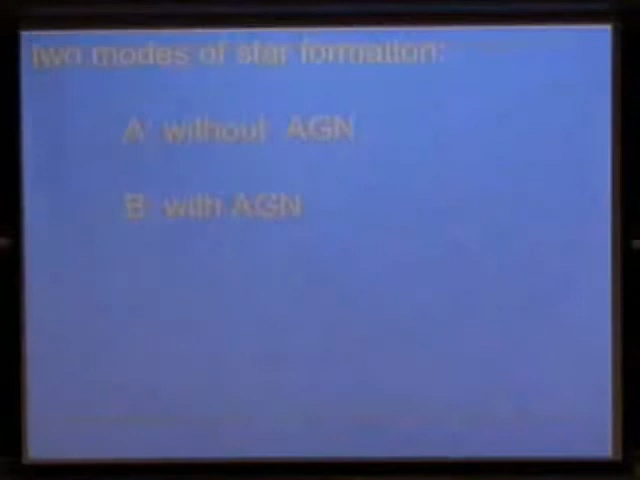 two modes of star formation:
A without AGN
B with AGN